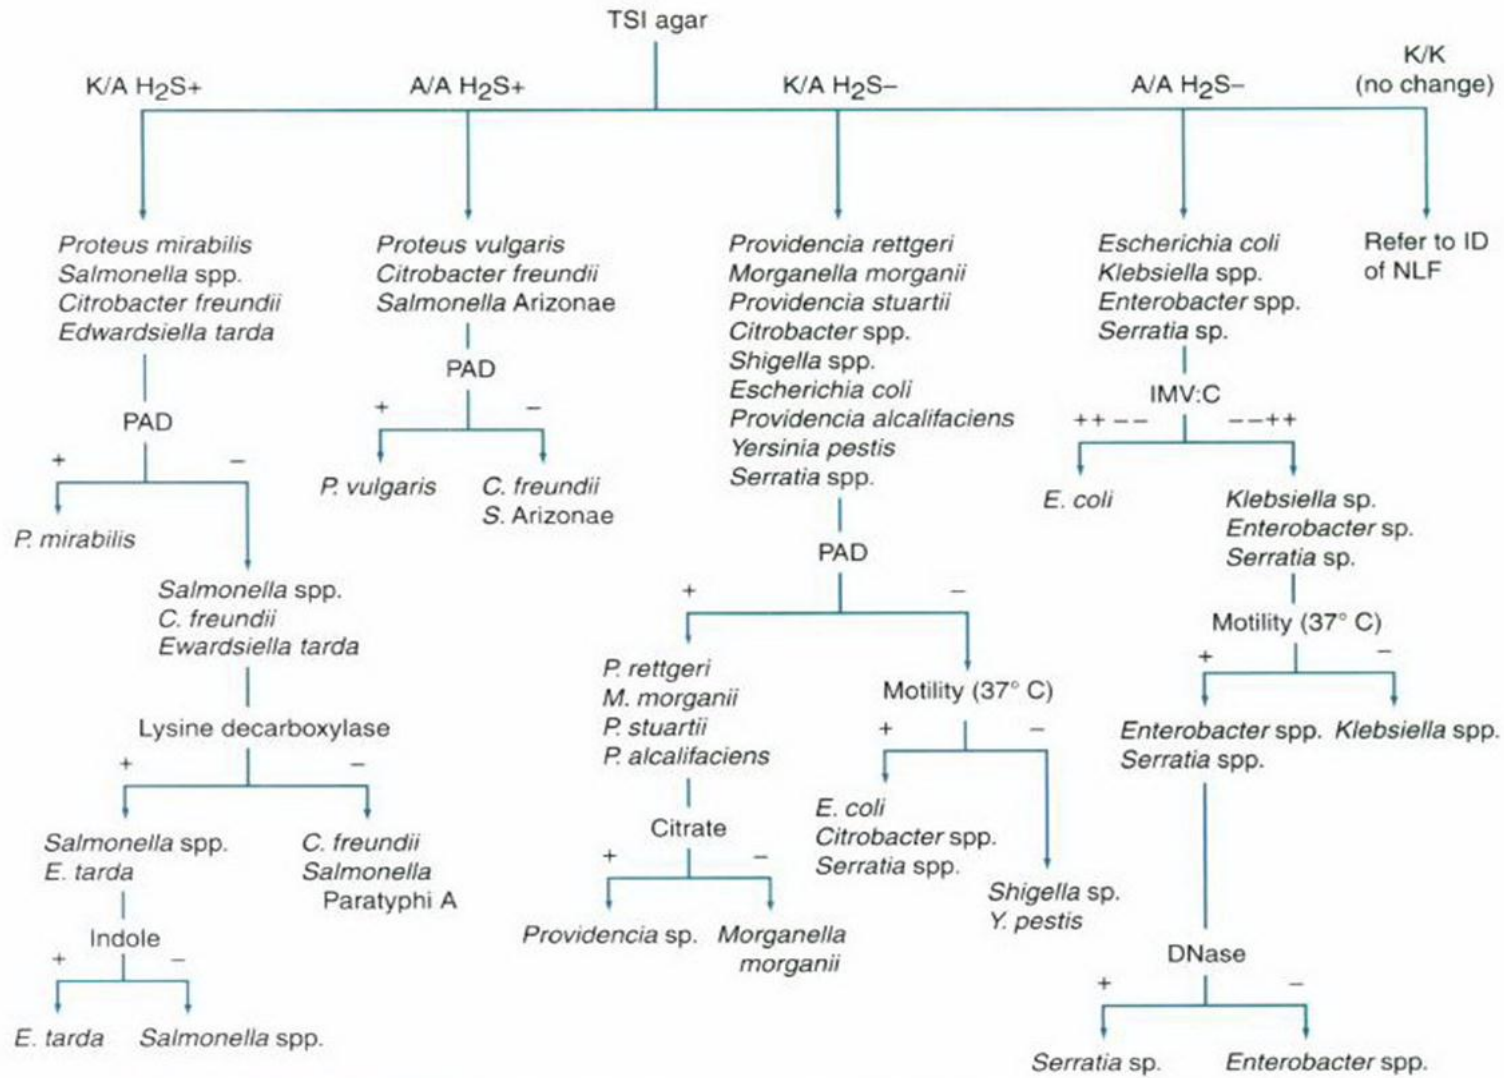 TSI agar
K/A H2S+
A/A H2S+
K/A H2S–
A/A H2S–
K/K
(no change)
Proteus mirabilis
Salmonella spp.
Citrobacter freundii
Edwardsiella tarda
PAD
+
–
P. mirabilis
Salmonella spp.
C. freundii
Ewardsiella tarda
Lysine decarboxylase
+
–
Salmonella spp.
E. tarda
C. freundii
Salmonella
Paratyphi A
Indole
+
–
E. tarda
Salmonella spp.
Proteus vulgaris
Citrobacter freundii
Salmonella Arizonae
PAD
+
–
P. vulgaris
C. freundii
S. Arizonae
Providencia rettgeri
Morganella morganii
Providencia stuartii
Citrobacter spp.
Shigella spp.
Escherichia coli
Providencia alcalifaciens
Yersinia pestis
Serratia spp.
PAD
+
–
P. rettgeri
M. morganii
P. stuartii
P. alcalifaciens
Citrate
+
–
Providencia sp.
Morganella
morganii
Motility (37° C)
+
–
E. coli
Citrobacter spp.
Serratia spp.
Shigella sp.
Y. pestis
Escherichia coli
Klebsiella spp.
Enterobacter spp.
Serratia sp.
IMV:C
++ – –
– –++
E. coli
Klebsiella sp.
Enterobacter sp.
Serratia sp.
Motility (37° C)
+
–
Enterobacter spp.
Serratia spp.
Klebsiella spp.
DNase
+
–
Serratia sp.
Enterobacter spp.
Refer to ID
of NLF